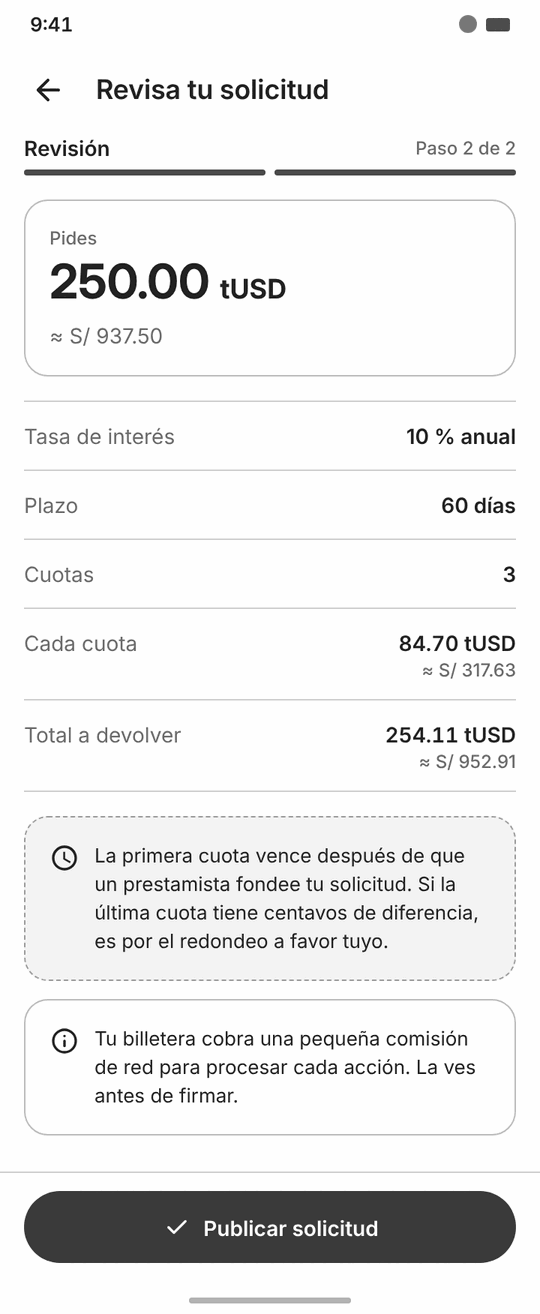 9:41
Revisa tu solicitud
Revisión
Paso 2 de 2
Pides
250.00 tUSD
≈ S/ 937.50
Tasa de interés
10 % anual
Plazo
60 días
Cuotas
3
Cada cuota
84.70 tUSD
≈ S/ 317.63
Total a devolver
254.11 tUSD
≈ S/ 952.91
La primera cuota vence después de que
un prestamista fondee tu solicitud. Si la
última cuota tiene centavos de diferencia,
es por el redondeo a favor tuyo.
Tu billetera cobra una pequeña comisión
de red para procesar cada acción. La ves
antes de firmar.
Publicar solicitud